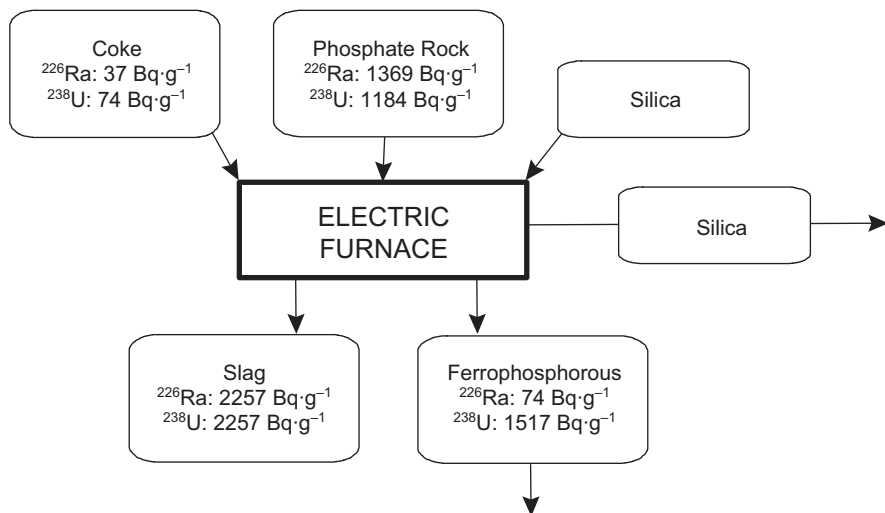 Coke
²²⁶Ra: 37 Bq·g⁻¹
²³⁸U: 74 Bq·g⁻¹
Phosphate Rock
²²⁶Ra: 1369 Bq·g⁻¹
²³⁸U: 1184 Bq·g⁻¹
Silica
ELECTRIC
FURNACE
Silica
Slag
²²⁶Ra: 2257 Bq·g⁻¹
²³⁸U: 2257 Bq·g⁻¹
Ferrophosphorous
²²⁶Ra: 74 Bq·g⁻¹
²³⁸U: 1517 Bq·g⁻¹